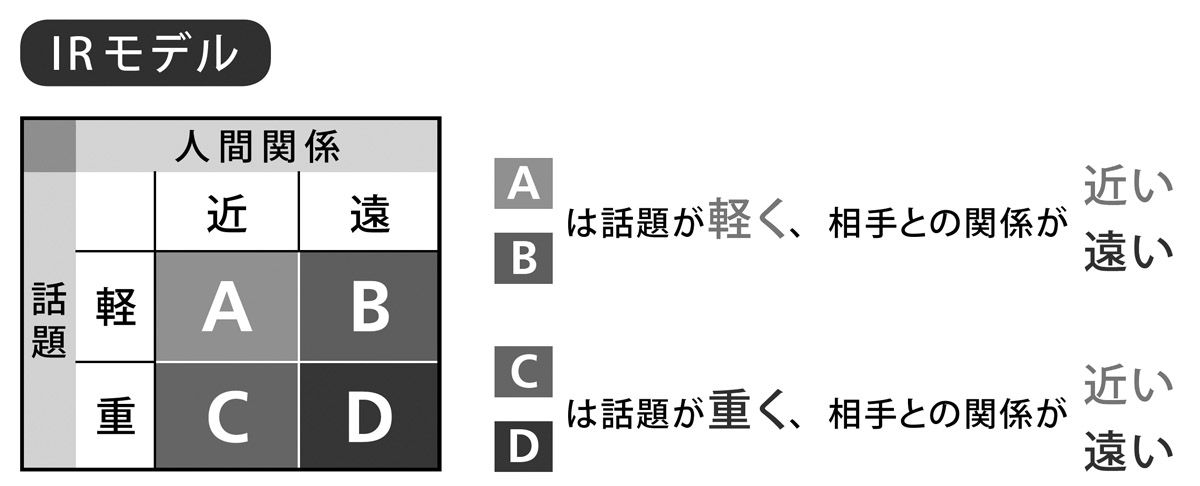 IRモデル
人間関係
近 遠
話題
軽 A B
重 C D
A
B
は話題が軽く、相手との関係が
近い
遠い
C
D
は話題が重く、相手との関係が
近い
遠い